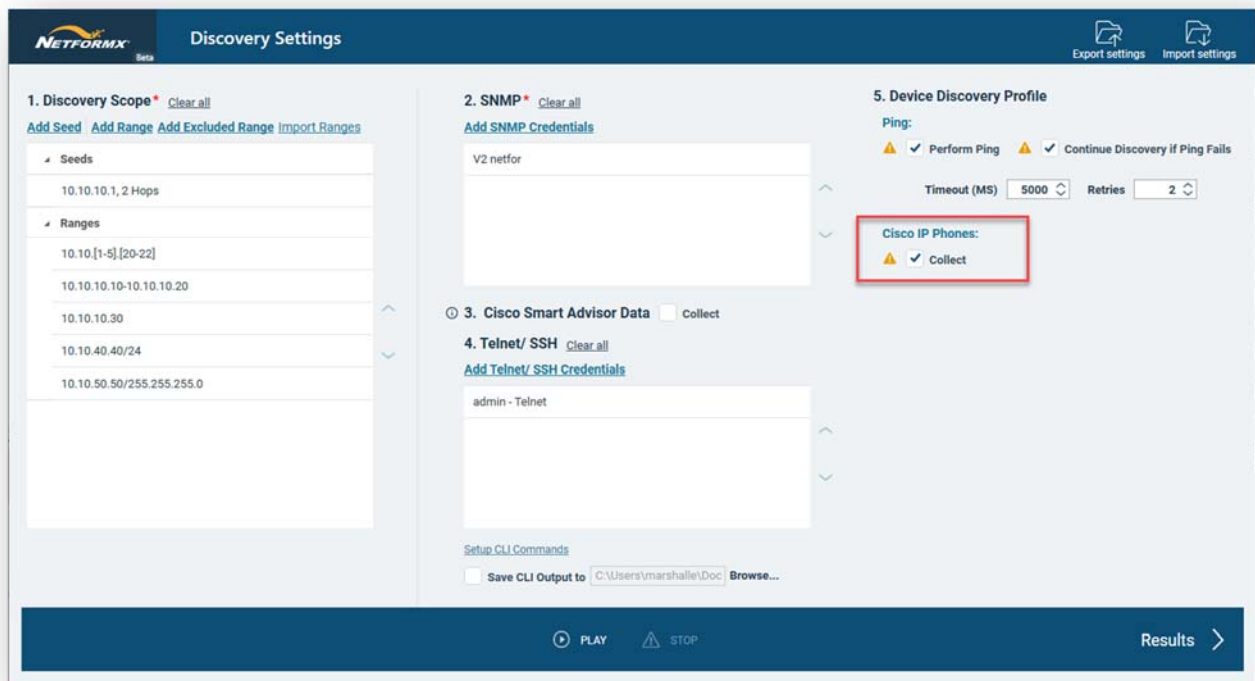 NETFORMX
Beta
Discovery Settings
Export settings
Import settings
1. Discovery Scope* Clear all
Add Seed Add Range Add Excluded Range Import Ranges
Seeds
10.10.10.1, 2 Hops
Ranges
10.10.[1-5].[20-22]
10.10.10.10-10.10.10.20
10.10.10.30
10.10.40.40/24
10.10.50.50/255.255.255.0
2. SNMP* Clear all
Add SNMP Credentials
V2 netfor
3. Cisco Smart Advisor Data Collect
4. Telnet/ SSH Clear all
Add Telnet/ SSH Credentials
admin - Telnet
Setup CLI Commands
Save CLI Output to C:\Users\marshalle\Doc Browse...
5. Device Discovery Profile
Ping:
Perform Ping Continue Discovery if Ping Fails
Timeout (MS) 5000 Retries 2
Cisco IP Phones:
Collect
PLAY STOP
Results